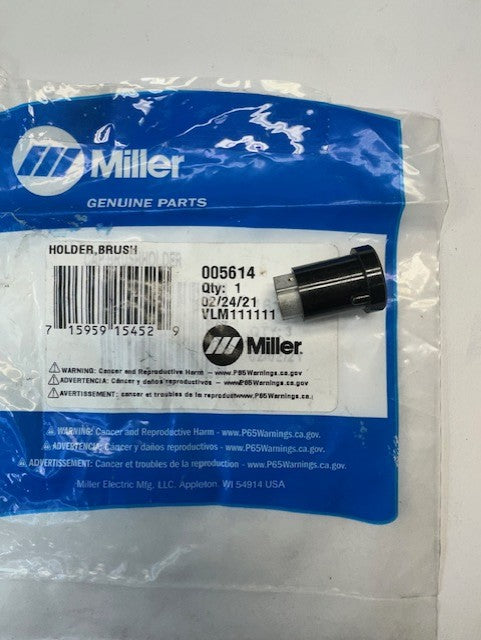 Miller
GENUINE PARTS
HOLDER,BRUSH
005614
Qty: 1
02/24/21
VLM111111
7 15959 15452 9
Miller
WARNING: Cancer and Reproductive Harm - www.P65Warnings.ca.gov
ADVERTENCIA: Cáncer y daños reproductivos - www.P65Warnings.ca.gov
AVERTISSEMENT: cancer et troubles de la reproduction www.P65Warnings.ca.
WARNING: Cancer and Reproductive Harm - www.P65Warnings.ca.gov.
ADVERTENCIA: Cáncer y daños reproductivos - www.P65Warnings.ca.gov.
AVERTISSEMENT: Cancer et troubles de la reproduction - www.P65Warnings.ca.gov.
Miller Electric Mfg, LLC. Appleton, WI 54914 USA